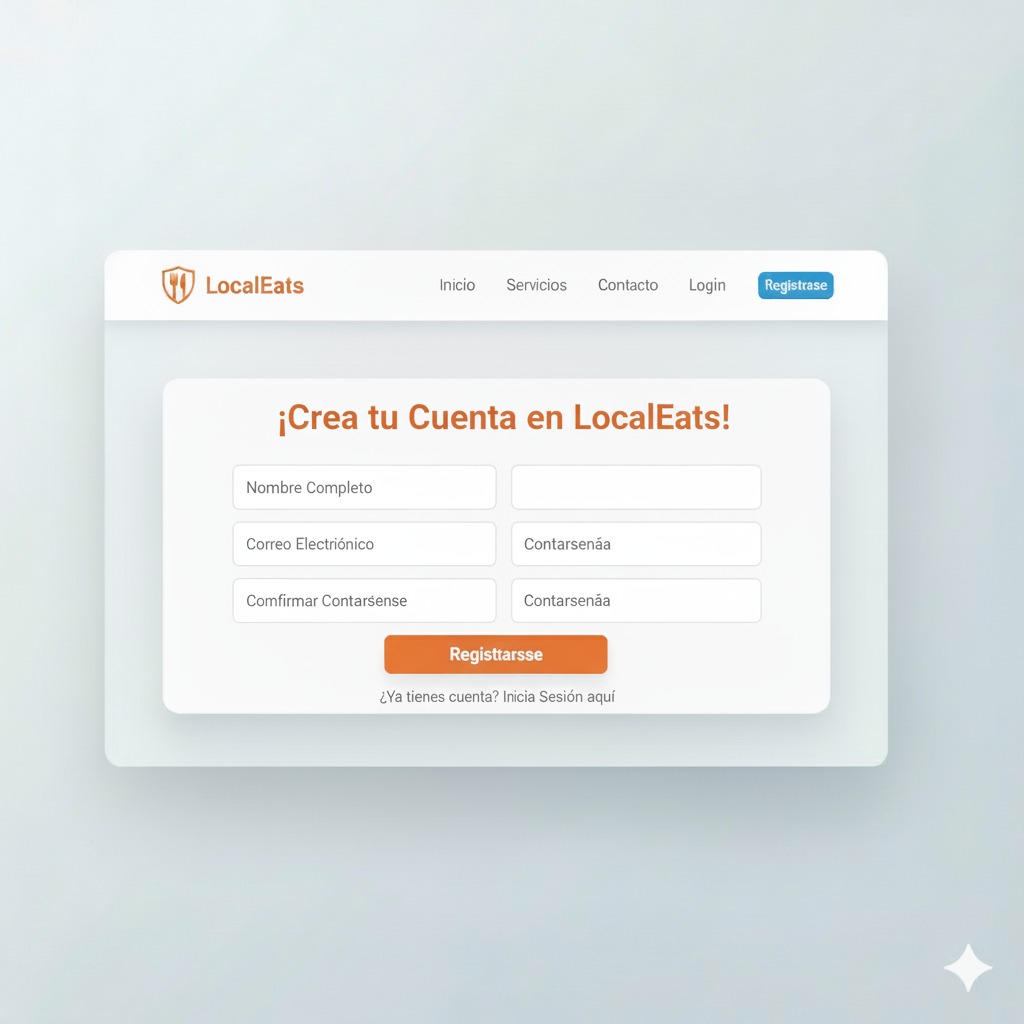 LocalEats
Inicio Servicios Contacto Login Registrase
¡Crea tu Cuenta en LocalEats!
Nombre Completo
Correo Electriónico Contarsenáa
Comfirmar Contarśense Contarsenáa
Registtarsse
¿Ya tienes cuenta? Inicia Sesión aquí